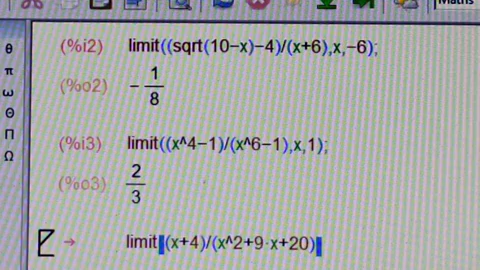 Maths
θ
π
ω
Θ
Π
Ω
(%i2) limit((sqrt(10-x)-4)/(x+6),x,-6);
(%o2) -1/8
(%i3) limit((x^4-1)/(x^6-1),x,1);
(%o3) 2/3
→ limit((x+4)/(x^2+9·x+20))